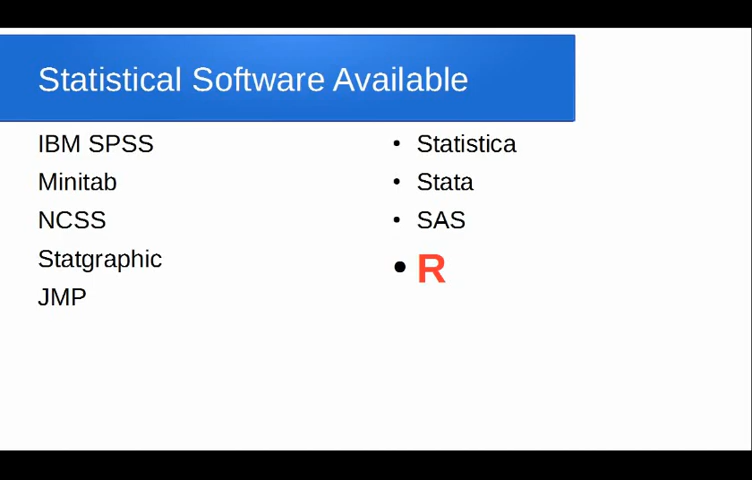 Statistical Software Available
IBM SPSS
Minitab
NCSS
Statgraphic
JMP
• Statistica
• Stata
• SAS
• R